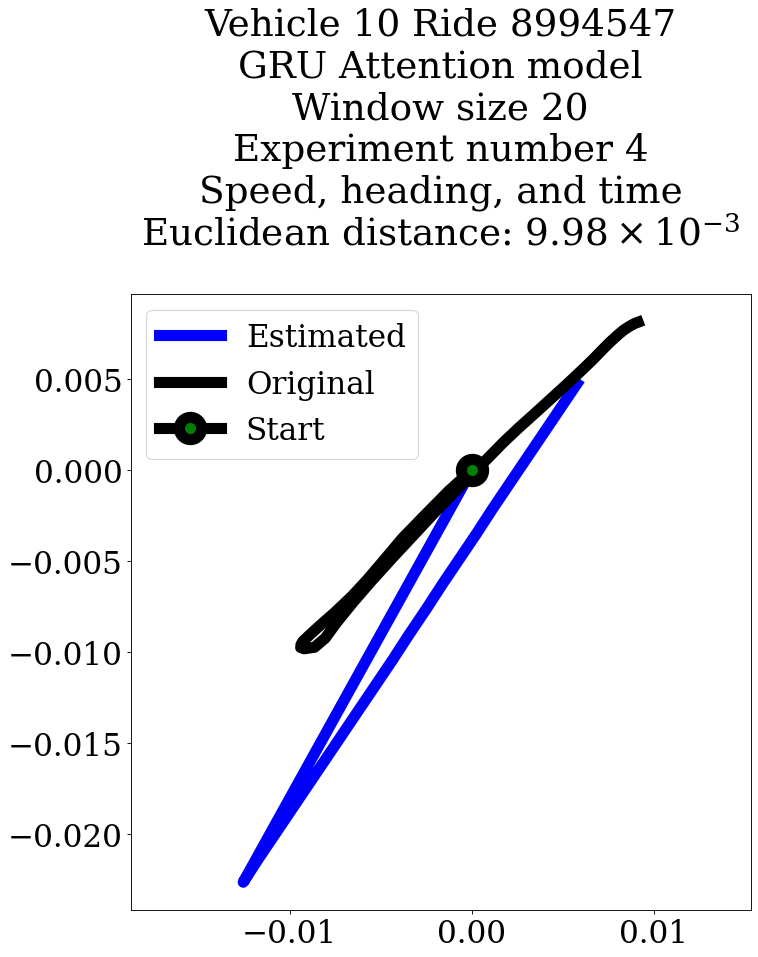 Vehicle 10 Ride 8994547
GRU Attention model
Window size 20
Experiment number 4
Speed, heading, and time
Euclidean distance: 9.98 × 10⁻³
Estimated
Original
Start
0.005
0.000
−0.005
−0.010
−0.015
−0.020
−0.01
0.00
0.01